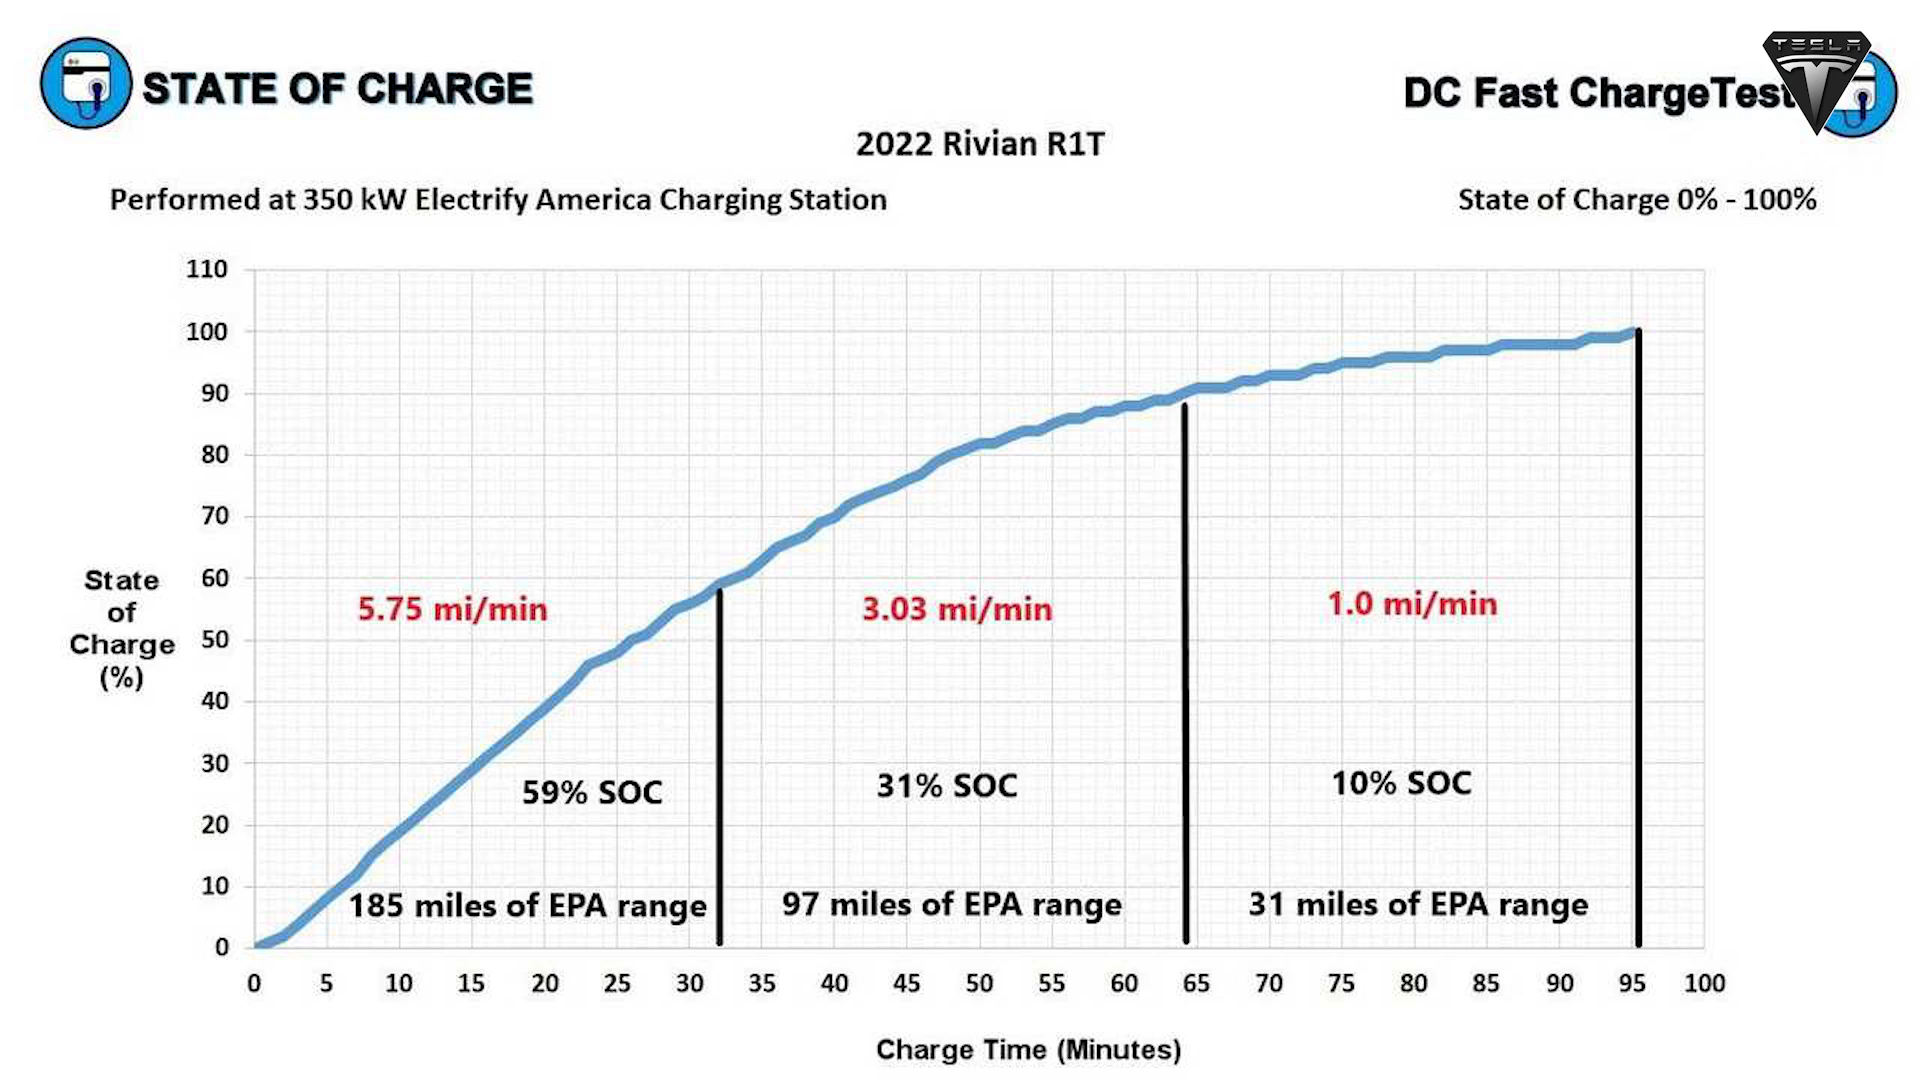 STATE OF CHARGE
DC Fast ChargeTest
TESLA
2022 Rivian R1T
Performed at 350 kW Electrify America Charging Station
State of Charge 0% - 100%
110
100
90
80
70
60
50
40
30
20
10
0
State
of
Charge
(%)
5.75 mi/min
3.03 mi/min
1.0 mi/min
59% SOC
31% SOC
10% SOC
185 miles of EPA range
97 miles of EPA range
31 miles of EPA range
0 5 10 15 20 25 30 35 40 45 50 55 60 65 70 75 80 85 90 95 100
Charge Time (Minutes)